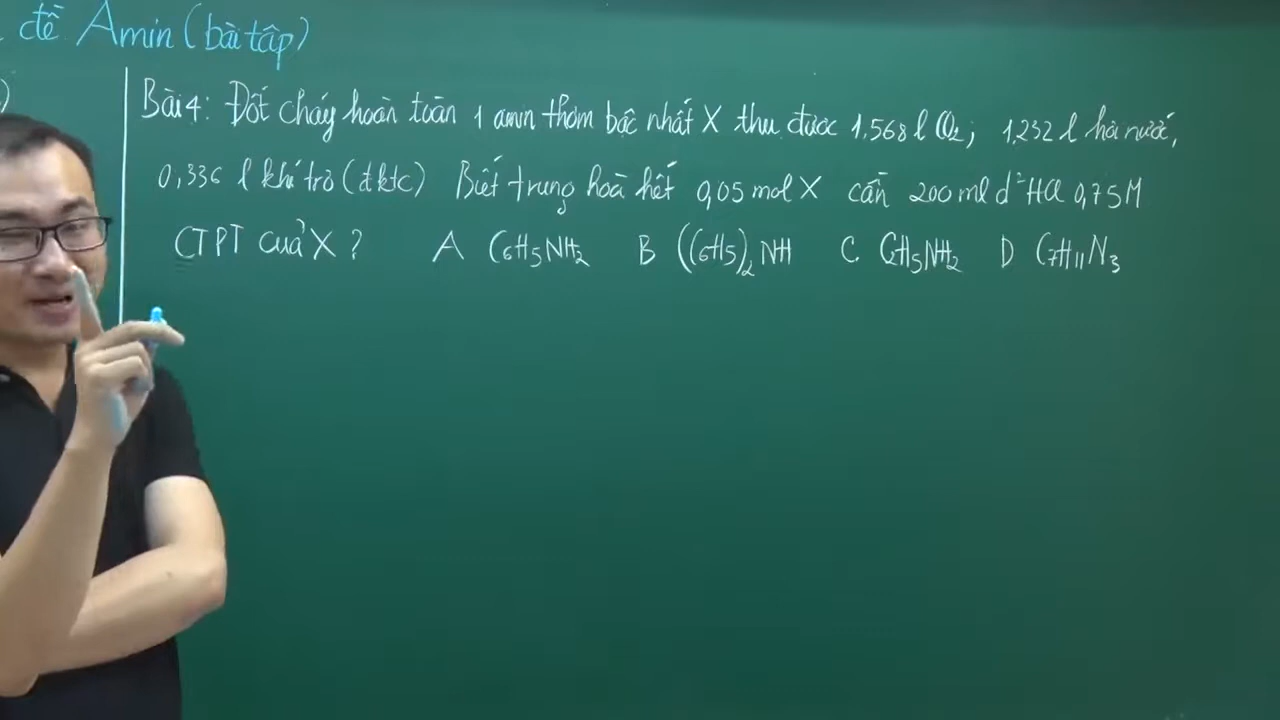 đề Amin (bài tập)
)
Bài 4: Đốt cháy hoàn toàn 1 amin thơm bậc nhất X thu được 1,568 l CO2; 1,232 l hơi nước,
0,336 l khí trơ (đktc) Biết trung hoà hết 0,05 mol X cần 200 ml d² HCl 0,75M
CTPT của X ? A C6H5NH2 B (C6H5)2NH C. C2H5NH2 D C7H11N3